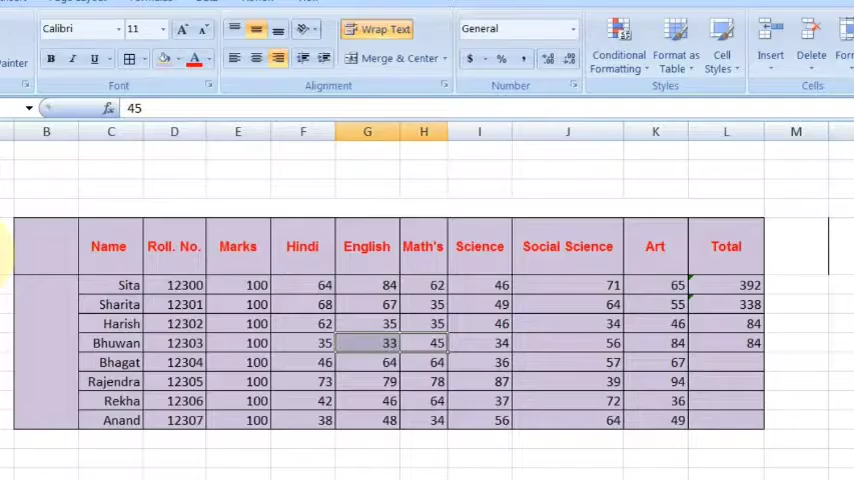 Calibri 11 A A Wrap Text General Conditional Formatting Format as Table Cell Styles Insert Delete
Painter B I U A Merge & Center $ % ,
Font Alignment Number Styles Cells
fx 45
B C D E F G H I J K L M
Name Roll. No. Marks Hindi English Math's Science Social Science Art Total
Sita 12300 100 64 84 62 46 71 65 392
Sharita 12301 100 68 67 35 49 64 55 338
Harish 12302 100 62 35 35 46 34 46 84
Bhuwan 12303 100 35 33 45 34 56 84 84
Bhagat 12304 100 46 64 64 36 57 67
Rajendra 12305 100 73 79 78 87 39 94
Rekha 12306 100 42 46 64 37 72 36
Anand 12307 100 38 48 34 56 64 49